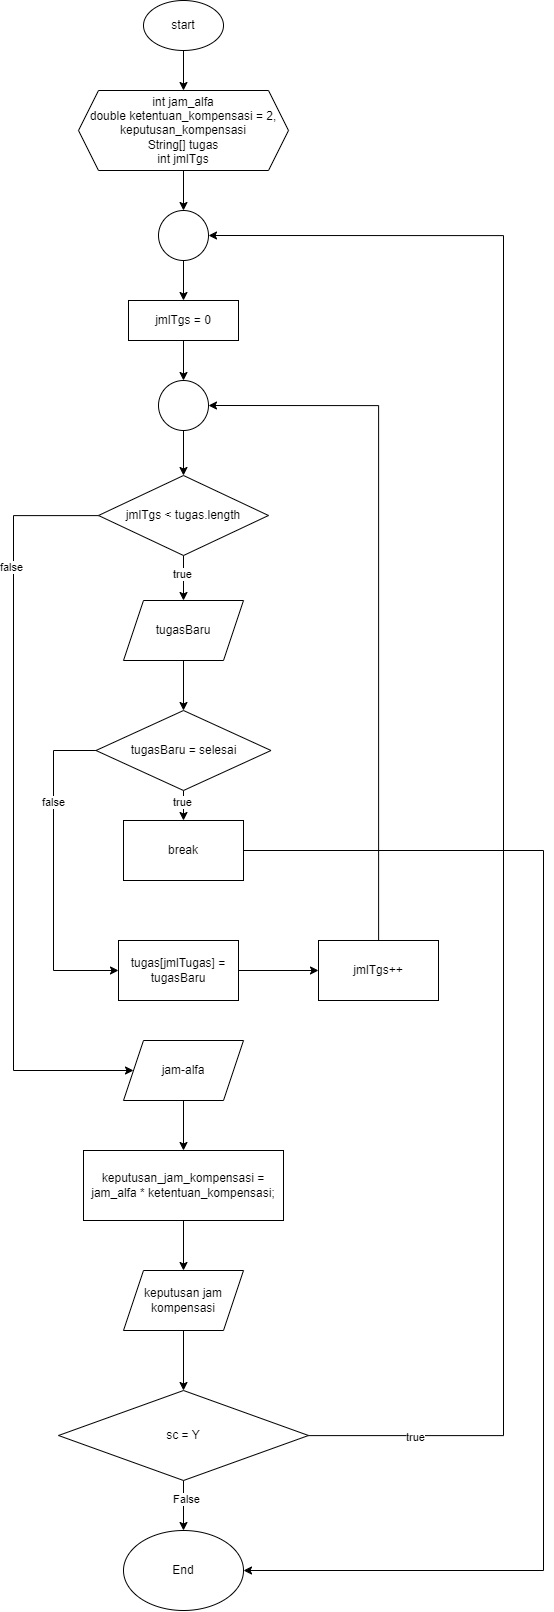 start
int jam_alfa
double ketentuan_kompensasi = 2,
keputusan_kompensasi
String[] tugas
int jmlTgs
jmlTgs = 0
jmlTgs < tugas.length
false
true
tugasBaru
tugasBaru = selesai
false
true
break
tugas[jmlTugas] =
tugasBaru
jmlTgs++
jam-alfa
keputusan_jam_kompensasi =
jam_alfa * ketentuan_kompensasi;
keputusan jam
kompensasi
sc = Y
true
False
End